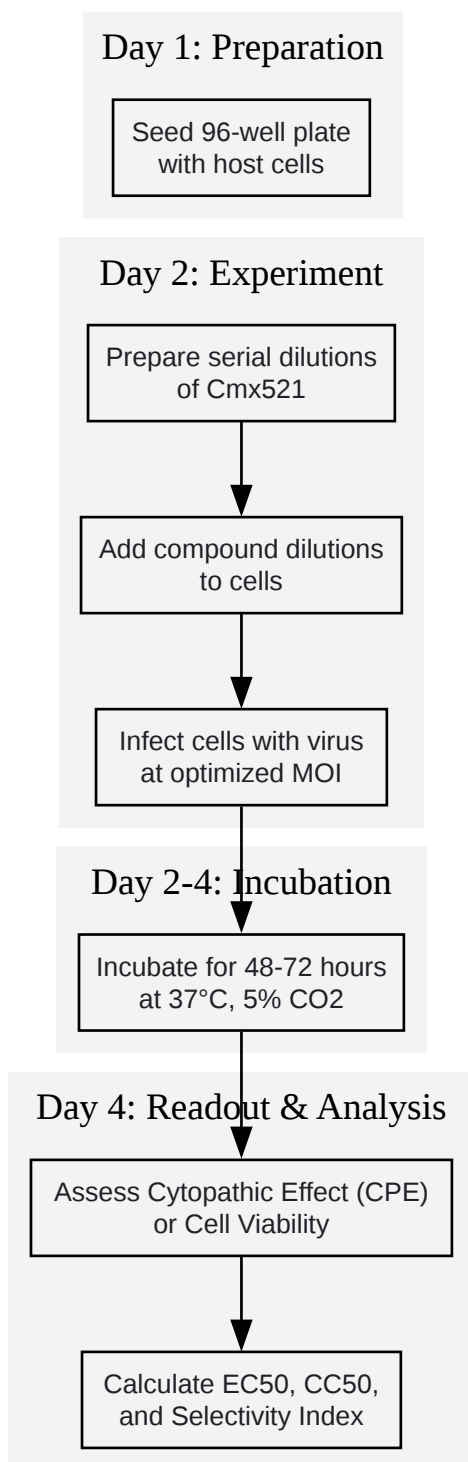 Day 1: Preparation
Seed 96-well plate
with host cells
Day 2: Experiment
Prepare serial dilutions
of Cmx521
Add compound dilutions
to cells
Infect cells with virus
at optimized MOI
Day 2-4: Incubation
Incubate for 48-72 hours
at 37°C, 5% CO2
Day 4: Readout & Analysis
Assess Cytopathic Effect (CPE)
or Cell Viability
Calculate EC50, CC50,
and Selectivity Index